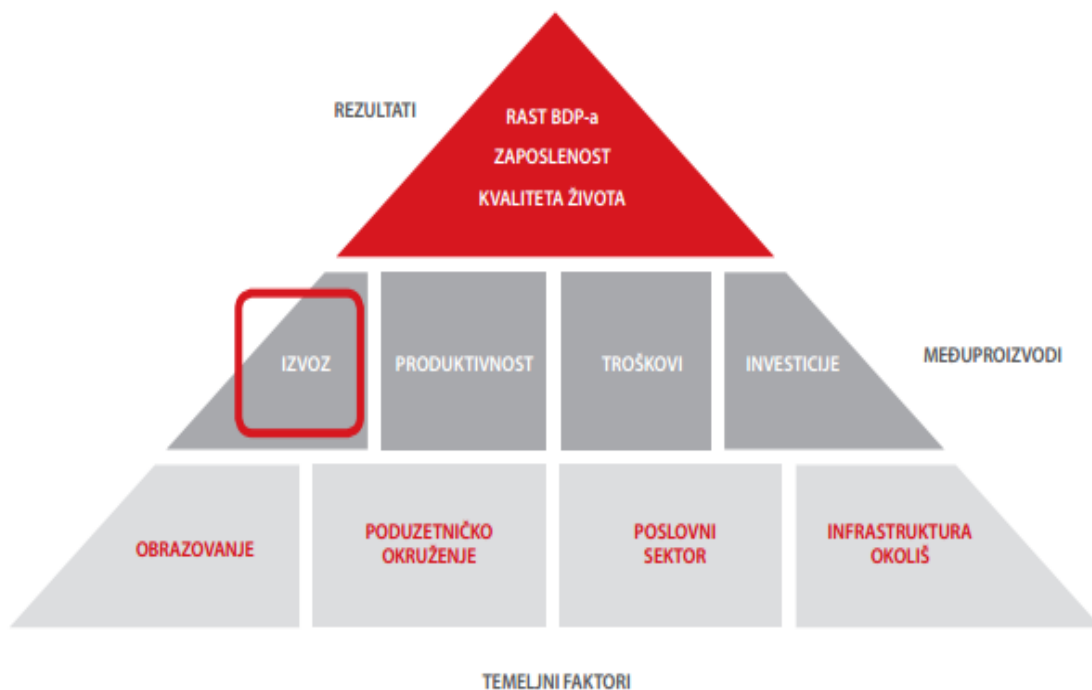 REZULTATI
RAST BDP-a
ZAPOSLENOST
KVALITETA ŽIVOTA
IZVOZ
PRODUKTIVNOST
TROŠKOVI
INVESTICIJE
MEĐUPROIZVODI
OBRAZOVANJE
PODUZETNIČKO
OKRUŽENJE
POSLOVNI
SEKTOR
INFRASTRUKTURA
OKOLIŠ
TEMELJNI FAKTORI